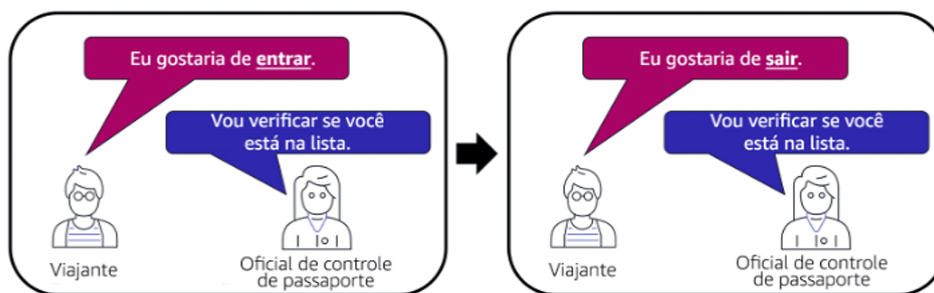 Eu gostaria de entrar.
Vou verificar se você
está na lista.
Viajante
Oficial de controle
de passaporte
Eu gostaria de sair.
Vou verificar se você
está na lista.
Viajante
Oficial de controle
de passaporte